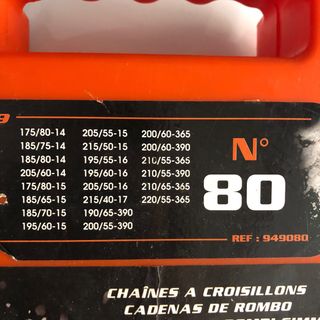 175/80-14 205/55-15 200/60-365
185/75-14 215/50-15 200/60-390
185/80-14 195/55-16 210/55-365
205/60-14 195/60-16 210/55-390
175/80-15 205/50-16 210/65-365
185/65-15 215/40-17 220/55-365
185/70-15 190/65-390
195/60-15 200/55-390
N° 80
REF : 949080
CHAÎNES A CROISILLONS
CADENAS DE ROMBO